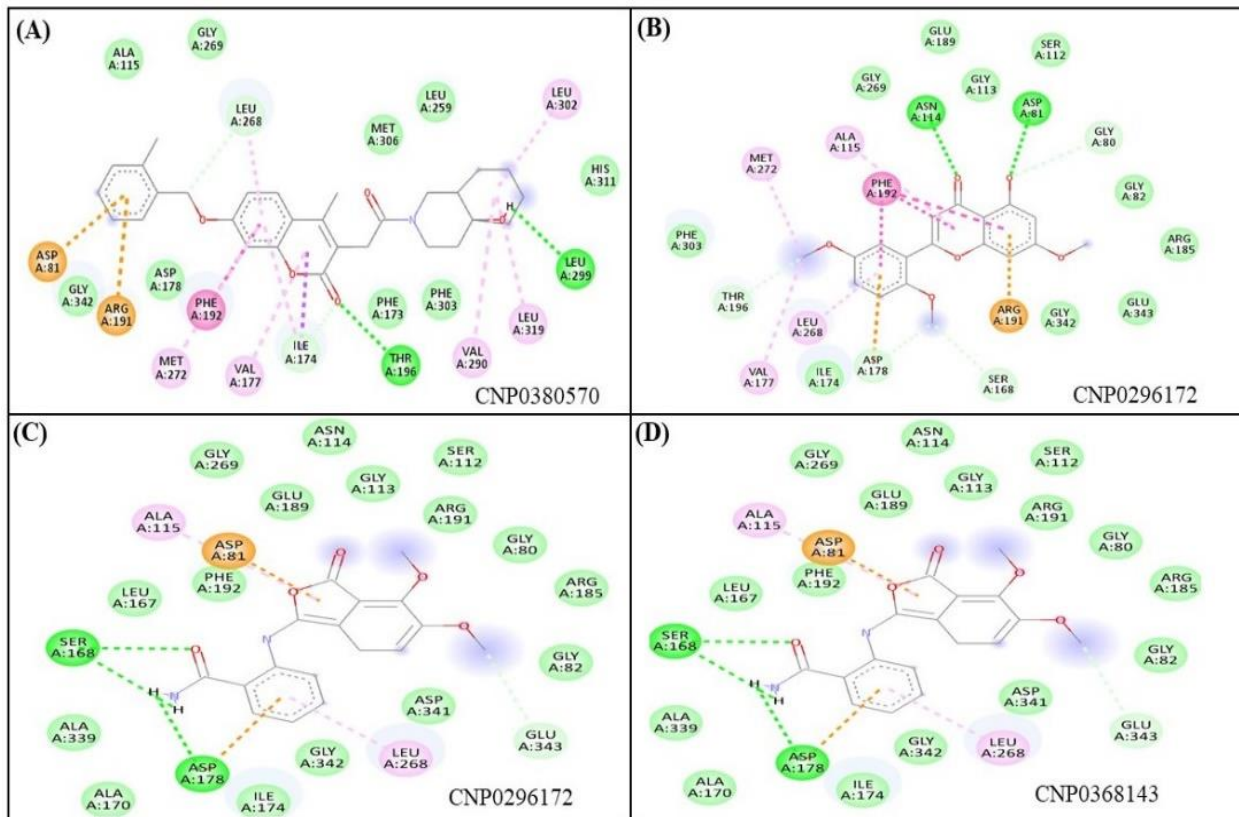 (A)
GLY
A:269
ALA
A:115
LEU
A:268
LEU
A:259
MET
A:306
LEU
A:302
HIS
A:311
O
O
O
O
N
O
H
ASP
A:81
GLY
A:342
ASP
A:178
ARG
A:191
PHE
A:192
MET
A:272
VAL
A:177
ILE
A:174
PHE
A:173
PHE
A:303
THR
A:196
VAL
A:290
LEU
A:319
LEU
A:299
CNP0380570
(B)
GLU
A:189
SER
A:112
GLY
A:269
ASN
A:114
GLY
A:113
ASP
A:81
GLY
A:80
ALA
A:115
MET
A:272
PHE
A:192
GLY
A:82
PHE
A:303
ARG
A:185
O
O
O
O
O
O
THR
A:196
LEU
A:268
ARG
A:191
GLY
A:342
GLU
A:343
VAL
A:177
ILE
A:174
ASP
A:178
SER
A:168
CNP0296172
(C)
ASN
A:114
GLY
A:269
SER
A:112
GLU
A:189
GLY
A:113
ALA
A:115
ARG
A:191
ASP
A:81
GLY
A:80
PHE
A:192
LEU
A:167
ARG
A:185
O
O
O
O
N
SER
A:168
O
H
N
H
GLY
A:82
ASP
A:341
GLU
A:343
ALA
A:339
GLY
A:342
LEU
A:268
ASP
A:178
ALA
A:170
ILE
A:174
CNP0296172
(D)
ASN
A:114
GLY
A:269
SER
A:112
GLU
A:189
GLY
A:113
ALA
A:115
ARG
A:191
ASP
A:81
GLY
A:80
PHE
A:192
LEU
A:167
ARG
A:185
O
O
O
O
N
SER
A:168
O
H
N
H
GLY
A:82
ASP
A:341
GLU
A:343
ALA
A:339
GLY
A:342
LEU
A:268
ASP
A:178
ALA
A:170
ILE
A:174
CNP0368143